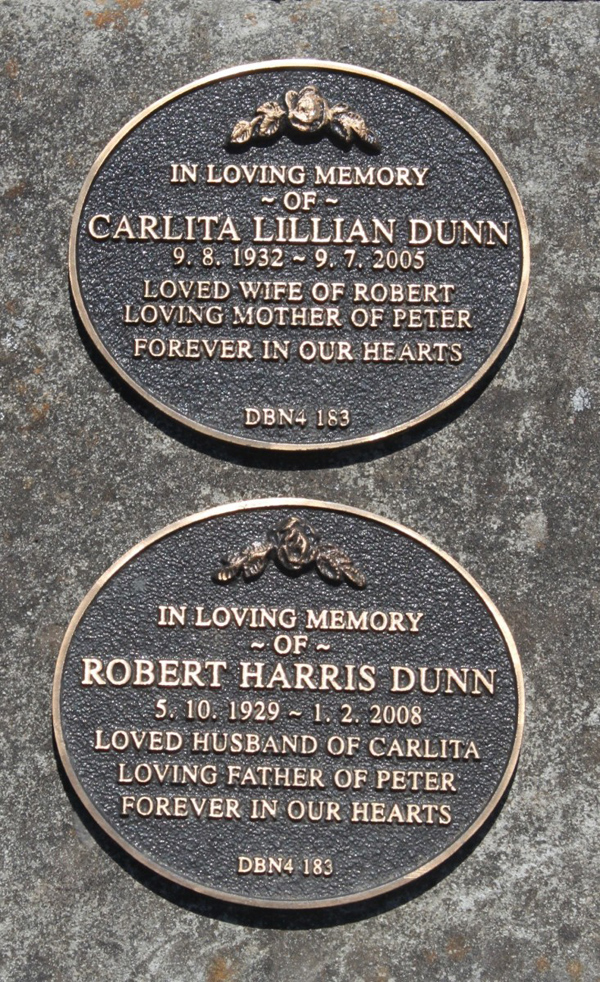 IN LOVING MEMORY
~ OF ~
CARLITA LILLIAN DUNN
9. 8. 1932 ~ 9. 7. 2005
LOVED WIFE OF ROBERT
LOVING MOTHER OF PETER
FOREVER IN OUR HEARTS
DBN4 183
IN LOVING MEMORY
~ OF ~
ROBERT HARRIS DUNN
5. 10. 1929 ~ 1. 2. 2008
LOVED HUSBAND OF CARLITA
LOVING FATHER OF PETER
FOREVER IN OUR HEARTS
DBN4 183